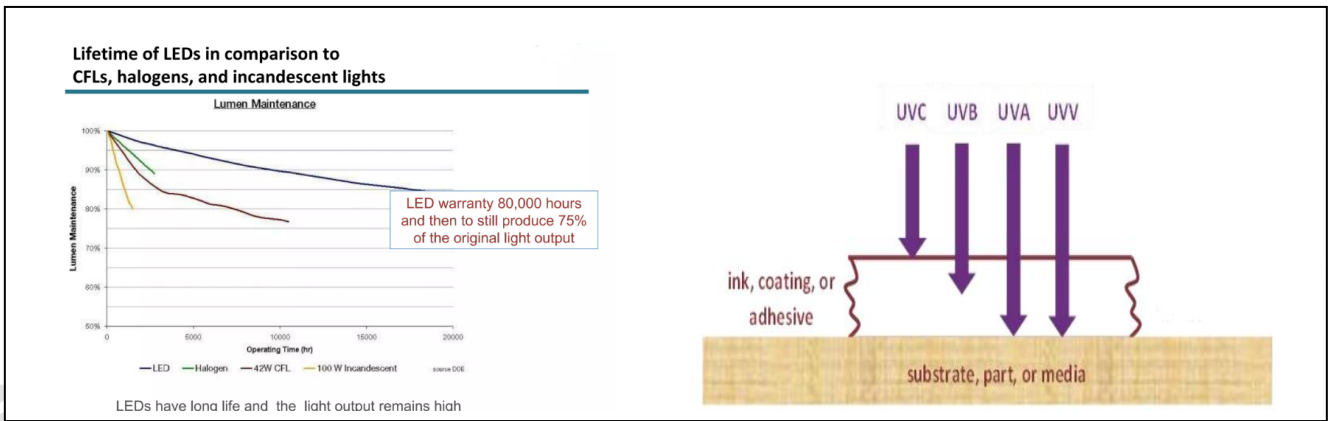 Lifetime of LEDs in comparison to
CFLs, halogens, and incandescent lights
Lumen Maintenance
100%
90%
80%
70%
60%
50%
Lumen Maintenance
0
5000
10000
15000
20000
Operating Time (hr)
LED
Halogen
42W CFL
100 W Incandescent
source DOE
LED warranty 80,000 hours
and then to still produce 75%
of the original light output
LEDs have long life and the light output remains high
UVC UVB UVA UVV
ink, coating, or
adhesive
substrate, part, or media